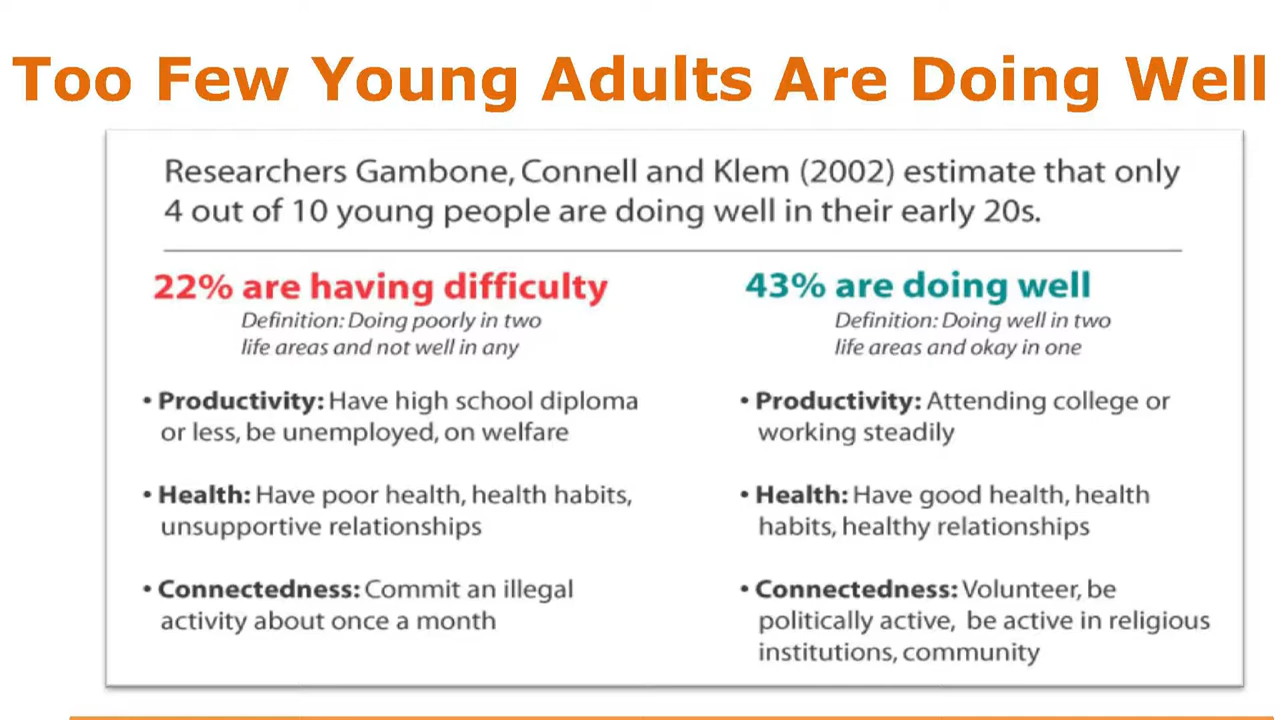 Too Few Young Adults Are Doing Well
Researchers Gambone, Connell and Klem (2002) estimate that only
4 out of 10 young people are doing well in their early 20s.
22% are having difficulty
Definition: Doing poorly in two
life areas and not well in any
• Productivity: Have high school diploma
or less, be unemployed, on welfare
• Health: Have poor health, health habits,
unsupportive relationships
• Connectedness: Commit an illegal
activity about once a month
43% are doing well
Definition: Doing well in two
life areas and okay in one
• Productivity: Attending college or
working steadily
• Health: Have good health, health
habits, healthy relationships
• Connectedness: Volunteer, be
politically active, be active in religious
institutions, community